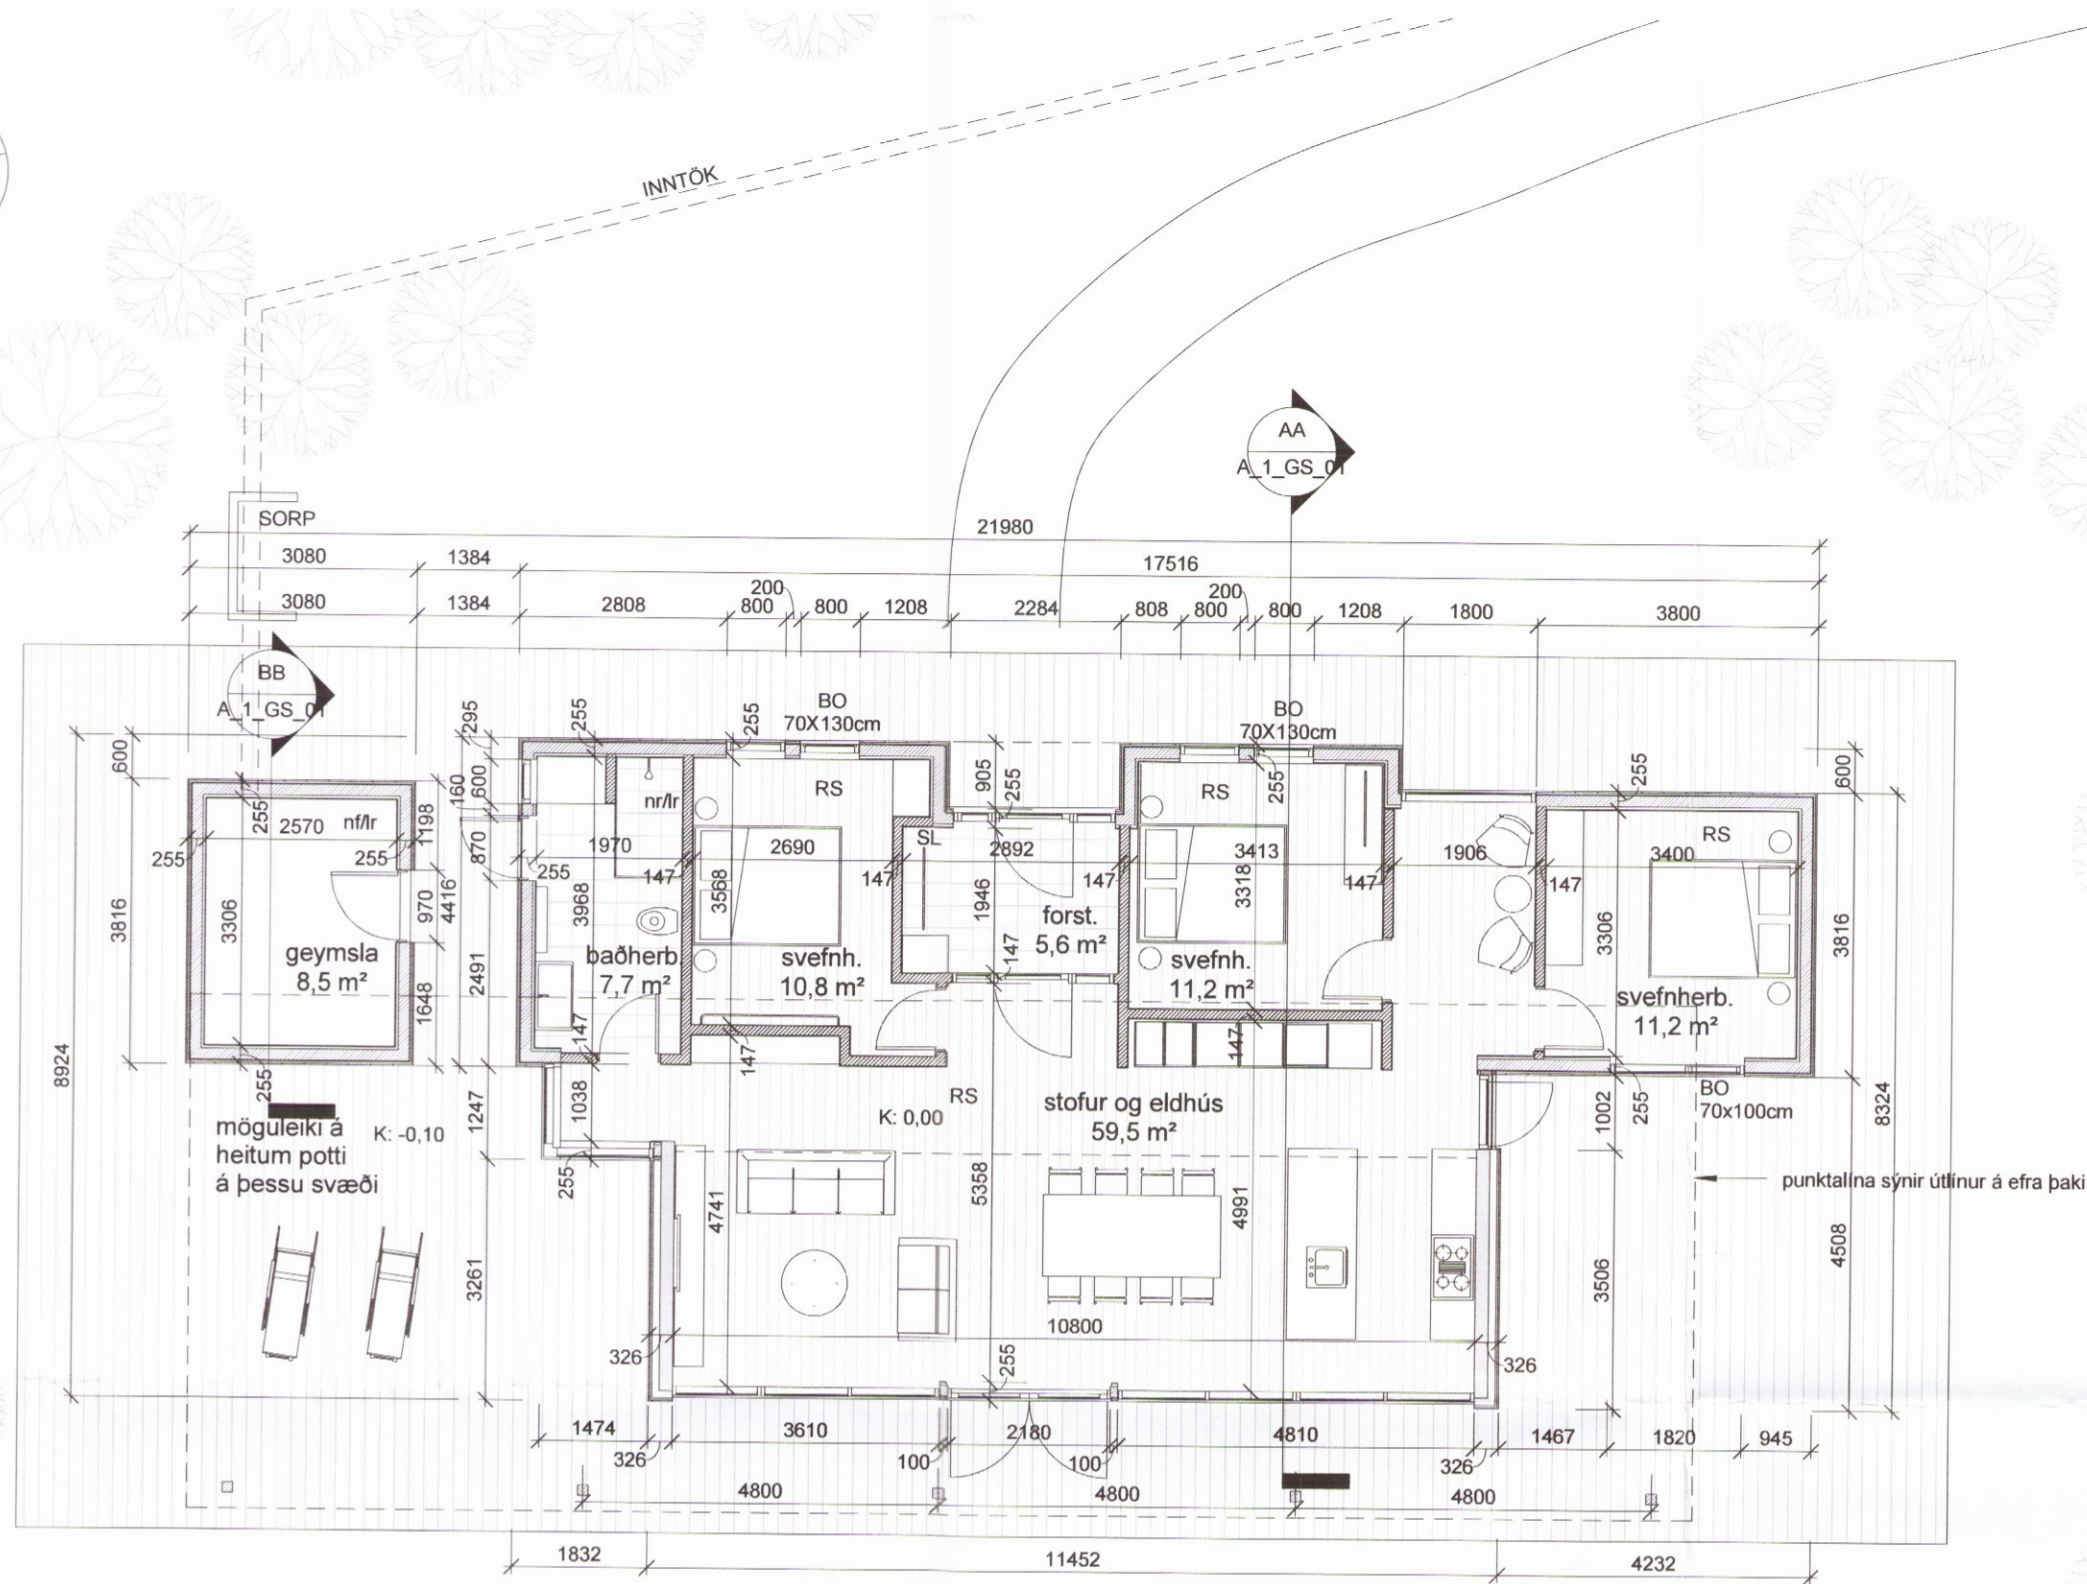 INNTÖK
AA
A_1_GS_01
SORP
21980
3080
1384
17516
3080
1384
2808
200
800
800
1208
2284
808
800
200
800
1208
1800
3800
BB
A_1_GS_01
BO
70X130cm
BO
70X130cm
600
295
255
255
905
255
255
255
600
160
600
1198
255
2570
nf/lr
nr/lr
RS
RS
RS
SL
255
255
870
255
1970
147
2690
147
2892
147
3413
147
1906
147
3400
3816
3306
970
4416
3968
3568
1946
3318
3306
3816
geymsla
8,5 m²
baðherb.
7,7 m²
svefnh.
10,8 m²
forst.
5,6 m²
svefnh.
11,2 m²
svefnherb.
11,2 m²
2491
1648
147
147
147
147
8924
255
1247
1038
RS
K: 0,00
stofur og eldhús
59,5 m²
1002
255
BO
70x100cm
8324
möguleiki á
heitum potti
á þessu svæði
K: -0,10
255
punktalína sýnir útlínur á efra þaki
3261
4741
5358
4991
3506
4508
10800
326
255
326
1474
326
3610
100
2180
100
4810
326
1467
1820
945
4800
4800
4800
1832
11452
4232